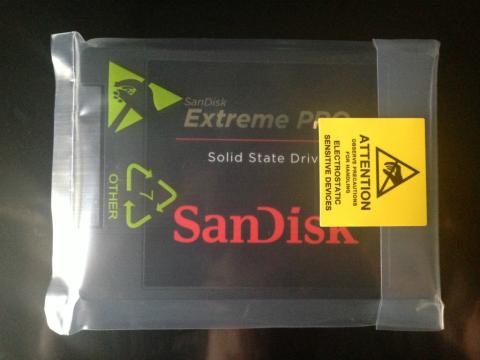 SanDisk
Extreme PRO
Solid State Drive
SanDisk
7
OTHER
ATTENTION
OBSERVE PRECAUTIONS
FOR HANDLING
ELECTROSTATIC
SENSITIVE DEVICES